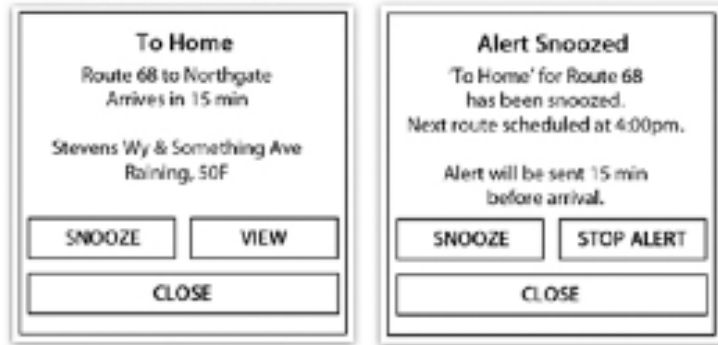 To Home
Route 68 to Northgate
Arrives in 15 min
Stevens Wy & Something Ave
Raining, 50F
SNOOZE
VIEW
CLOSE
Alert Snoozed
'To Home' for Route 68
has been snoozed.
Next route scheduled at 4:00pm.
Alert will be sent 15 min
before arrival.
SNOOZE
STOP ALERT
CLOSE